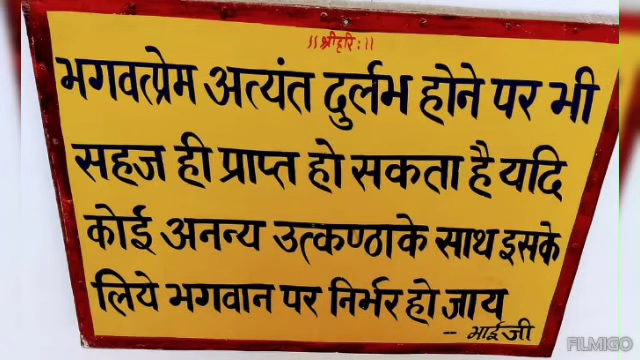 ।।श्रीहरि:।।
भगवत्प्रेम अत्यंत दुर्लभ होने पर भी
सहज ही प्राप्त हो सकता है यदि
कोई अनन्य उत्कण्ठाके साथ इसके
लिये भगवान पर निर्भर हो जाय
- भाईजी
FILMIGO